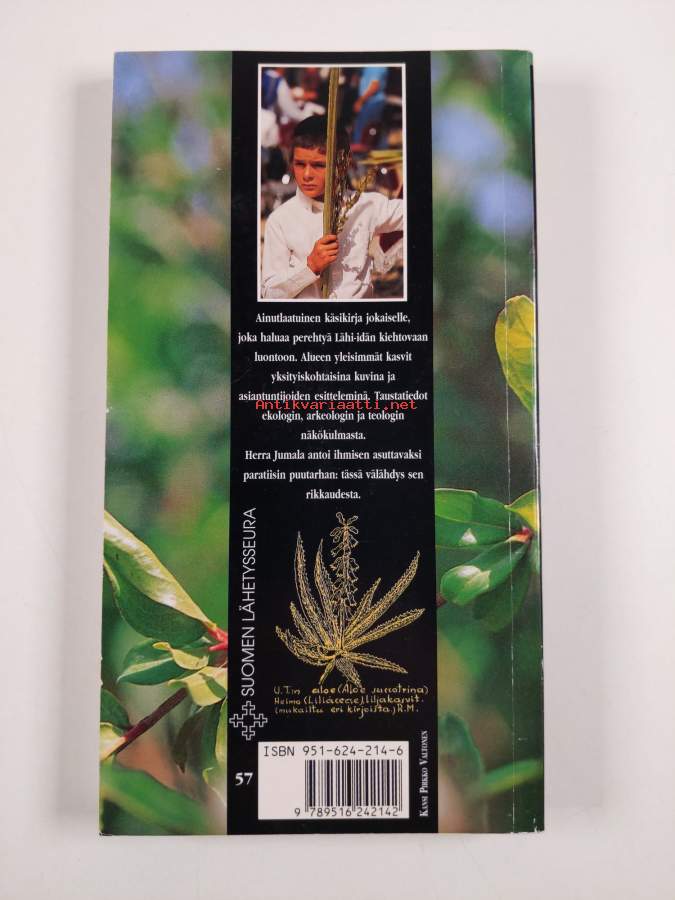 Ainutlaatuinen käsikirja jokaiselle,
joka haluaa perehtyä Lähi-idän kiehtovaan
luontoon. Alueen yleisimmät kasvit
yksityiskohtaisina kuvina ja
asiantuntijoiden esitteleminä. Taustatiedot
Antikvariaatti.net
ekologin, arkeologin ja teologin
näkökulmasta.
Herra Jumala antoi ihmisen asuttavaksi
paratiisin puutarhan: tässä välähdys sen
rikkaudesta.
SUOMEN LÄHETYSSEURA
U.T:n aloe (Aloe succotrina)
Heimo (Liliaceae) liljakasvit.
(mukailtu eri kirjoista.) R.M.
ISBN 951-624-214-6
57
9 789516 242142
KANSI PIRKKO VALTONEN